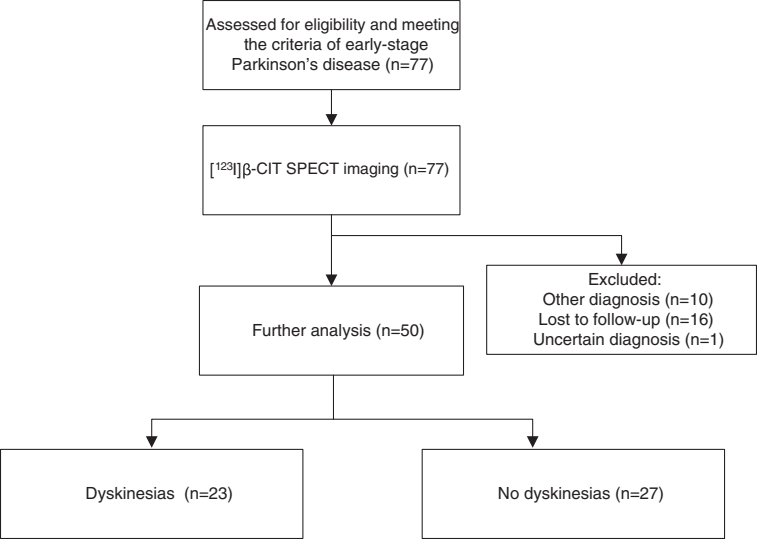 Assessed for eligibility and meeting
the criteria of early-stage
Parkinson's disease (n=77)
[¹²³I]β-CIT SPECT imaging (n=77)
Excluded:
Other diagnosis (n=10)
Lost to follow-up (n=16)
Uncertain diagnosis (n=1)
Further analysis (n=50)
Dyskinesias (n=23)
No dyskinesias (n=27)